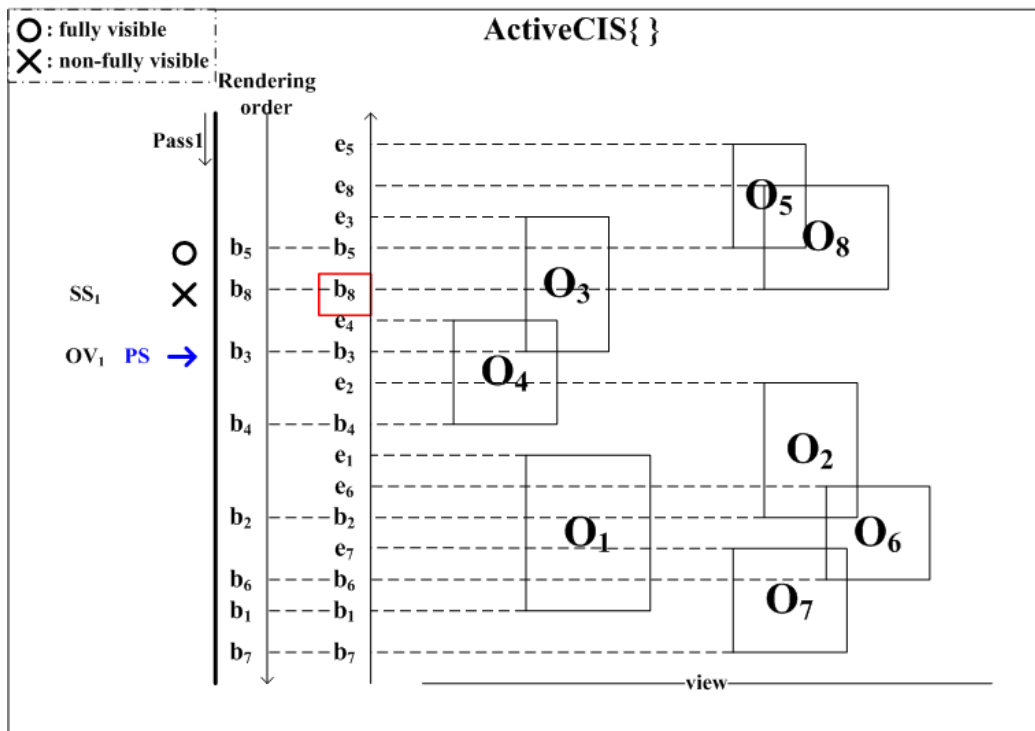 ActiveCIS{ }
O : fully visible
X : non-fully visible
Rendering
order
Pass1
e5
e8
O5
e3
b5 b5 O8
SS1 b8 b8 O3
e4
OV1 PS b3 b3 O4
e2
b4 b4
e1 O2
e6
b2 b2 O1 O6
e7
b6 b6 O7
b1 b1
b7 b7
view